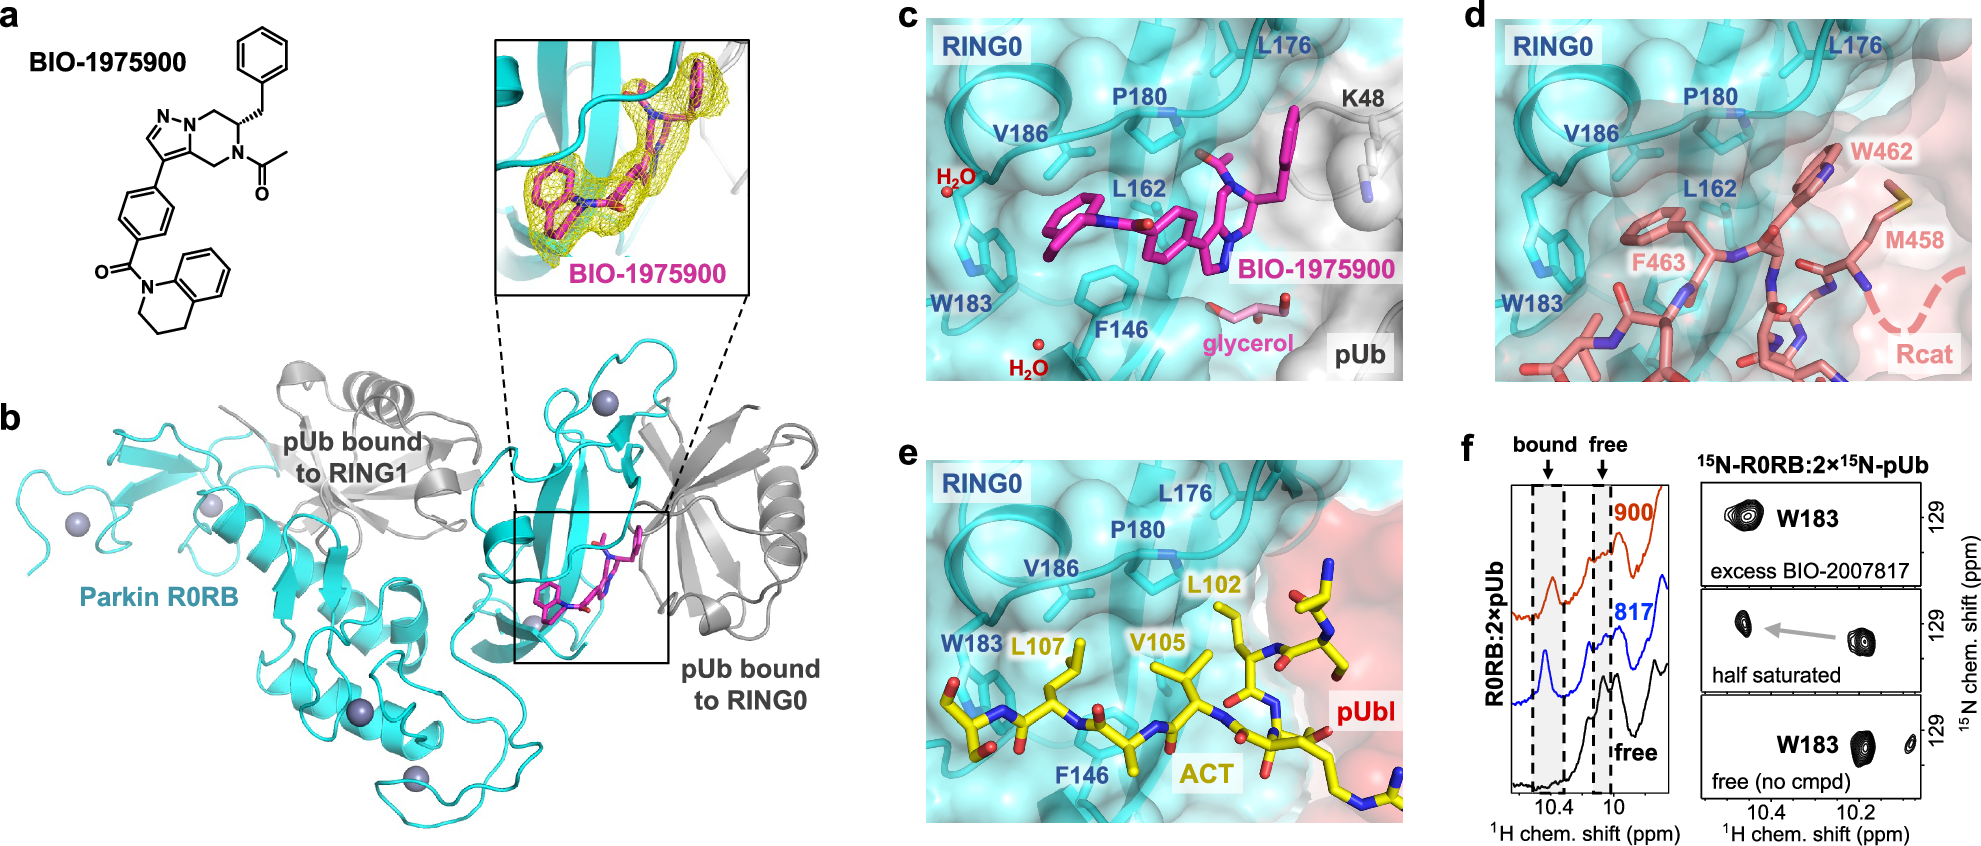 a
BIO-1975900
N
N
N
O
O
N
BIO-1975900
b
pUb bound
to RING1
Parkin R0RB
pUb bound
to RING0
c
RING0
L176
P180
K48
V186
H₂O
L162
BIO-1975900
W183
F146
glycerol
H₂O
pUb
d
RING0
L176
P180
V186
W462
L162
M458
F463
W183
Rcat
e
RING0
L176
P180
V186
L102
W183
L107
V105
pUbl
F146
ACT
f
bound
free
¹⁵N-R0RB:2×¹⁵N-pUb
R0RB:2×pUb
900
817
free
10.4
10
¹H chem. shift (ppm)
W183
excess BIO-2007817
129
half saturated
129
W183
free (no cmpd)
129
¹⁵N chem. shift (ppm)
10.4
10.2
¹H chem. shift (ppm)